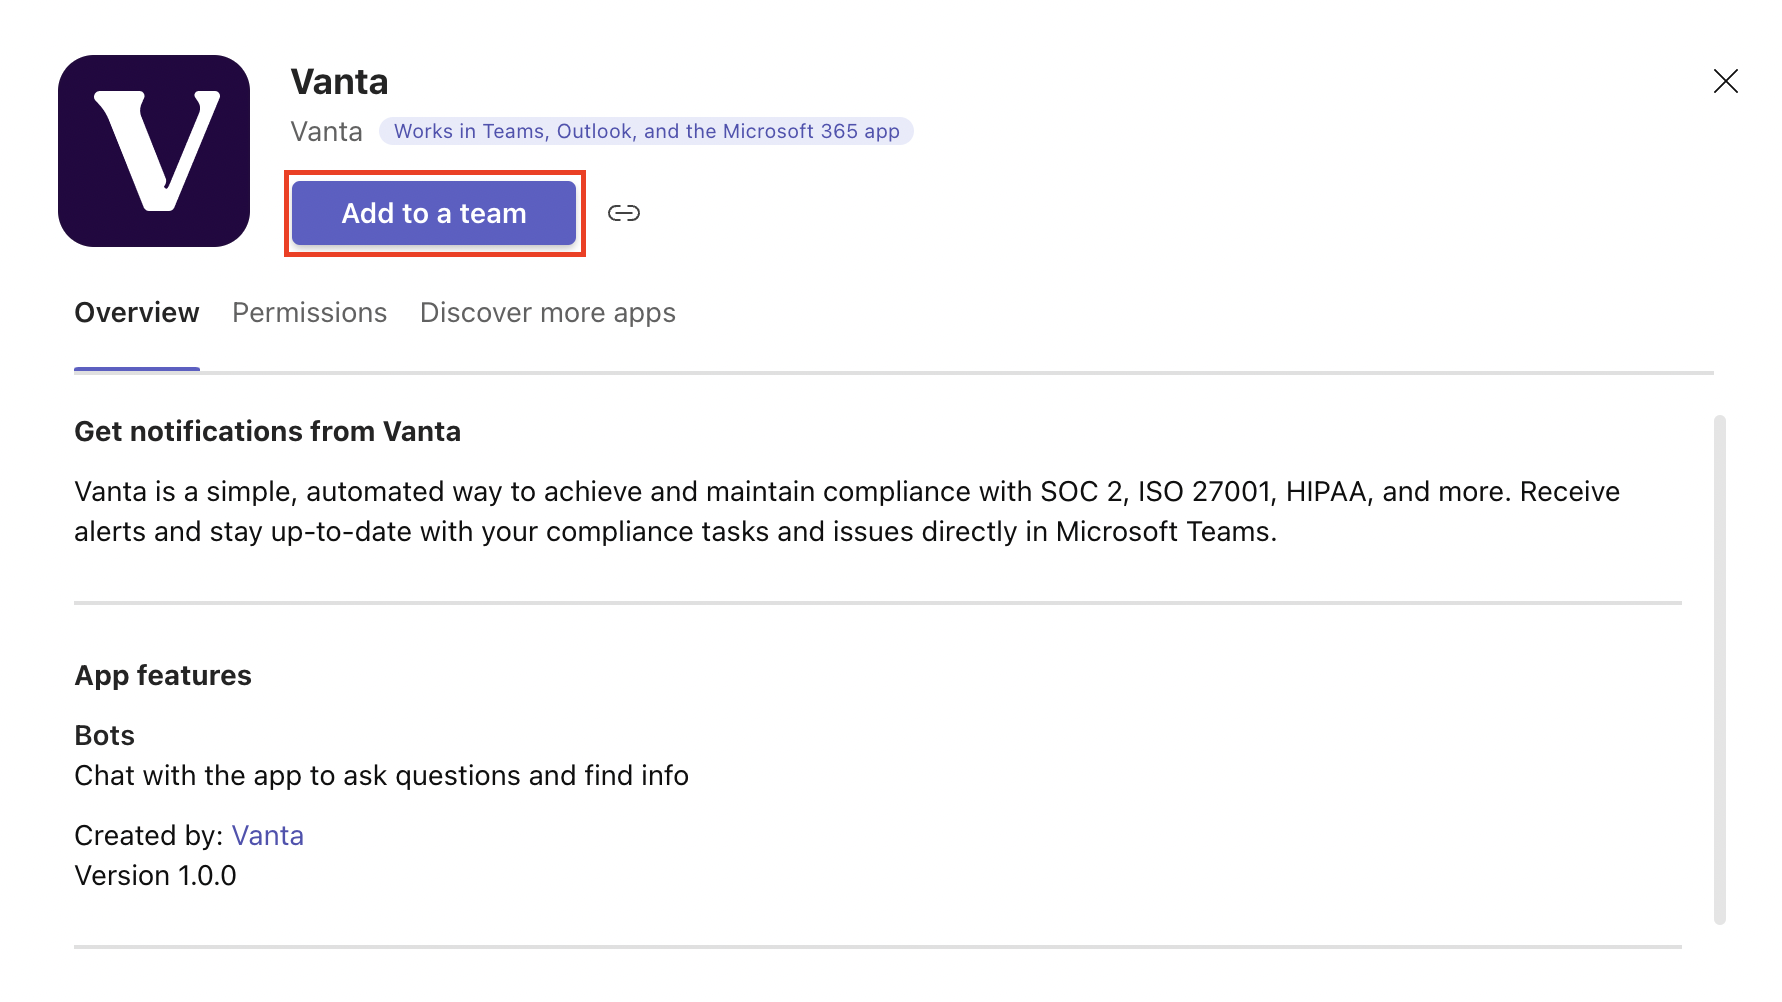 V
Vanta
Vanta Works in Teams, Outlook, and the Microsoft 365 app
Add to a team
Overview Permissions Discover more apps
Get notifications from Vanta
Vanta is a simple, automated way to achieve and maintain compliance with SOC 2, ISO 27001, HIPAA, and more. Receive
alerts and stay up-to-date with your compliance tasks and issues directly in Microsoft Teams.
App features
Bots
Chat with the app to ask questions and find info
Created by: Vanta
Version 1.0.0